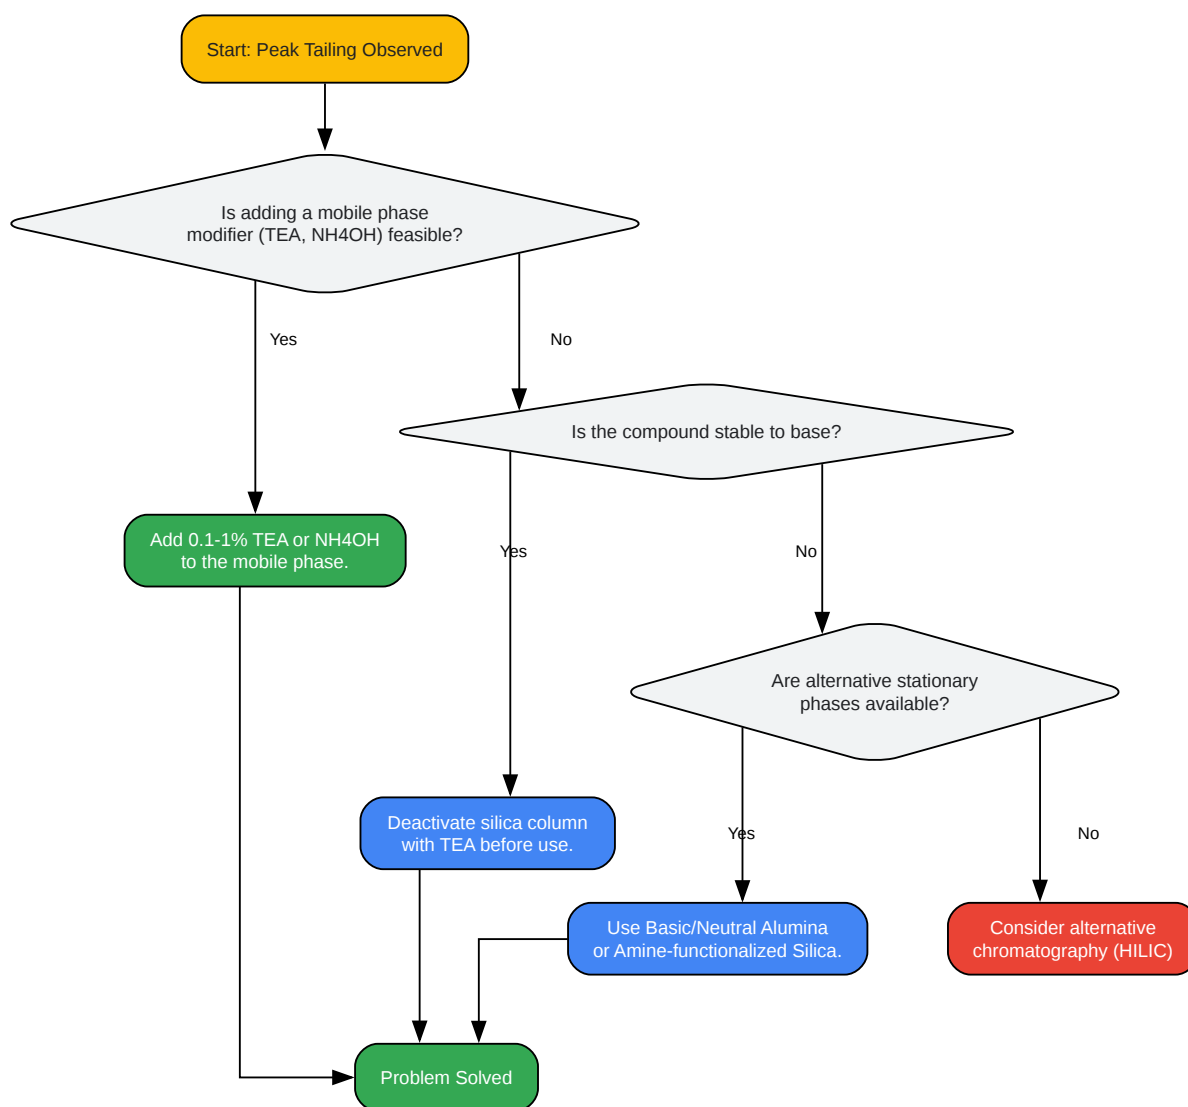 Start: Peak Tailing Observed
Is adding a mobile phase
modifier (TEA, NH4OH) feasible?
Yes
No
Is the compound stable to base?
Add 0.1-1% TEA or NH4OH
to the mobile phase.
Yes
No
Are alternative stationary
phases available?
Deactivate silica column
with TEA before use.
Yes
No
Use Basic/Neutral Alumina
or Amine-functionalized Silica.
Consider alternative
chromatography (HILIC)
Problem Solved